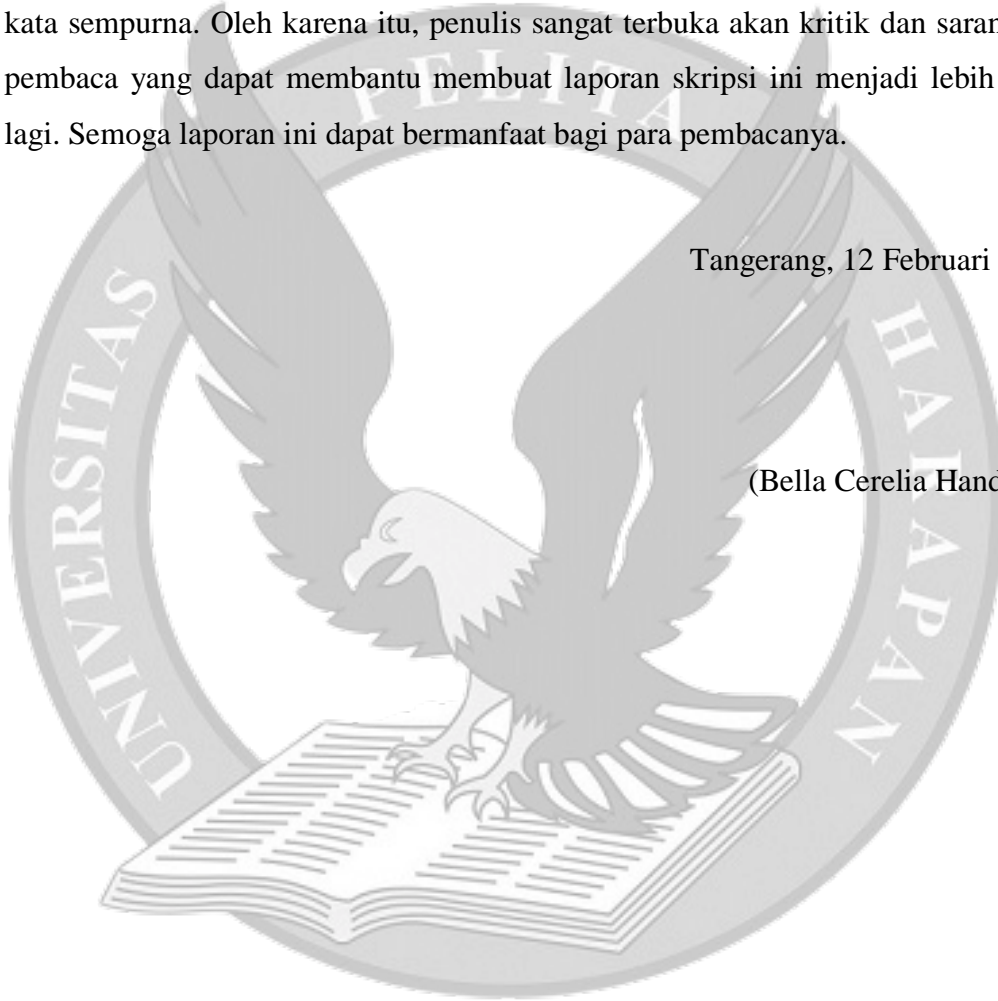 kata sempurna. Oleh karena itu, penulis sangat terbuka akan kritik dan saran
pembaca yang dapat membantu membuat laporan skripsi ini menjadi lebih
lagi. Semoga laporan ini dapat bermanfaat bagi para pembacanya.
Tangerang, 12 Februari
(Bella Cerelia Hand
UNIVERSITAS PELITA HARAPAN